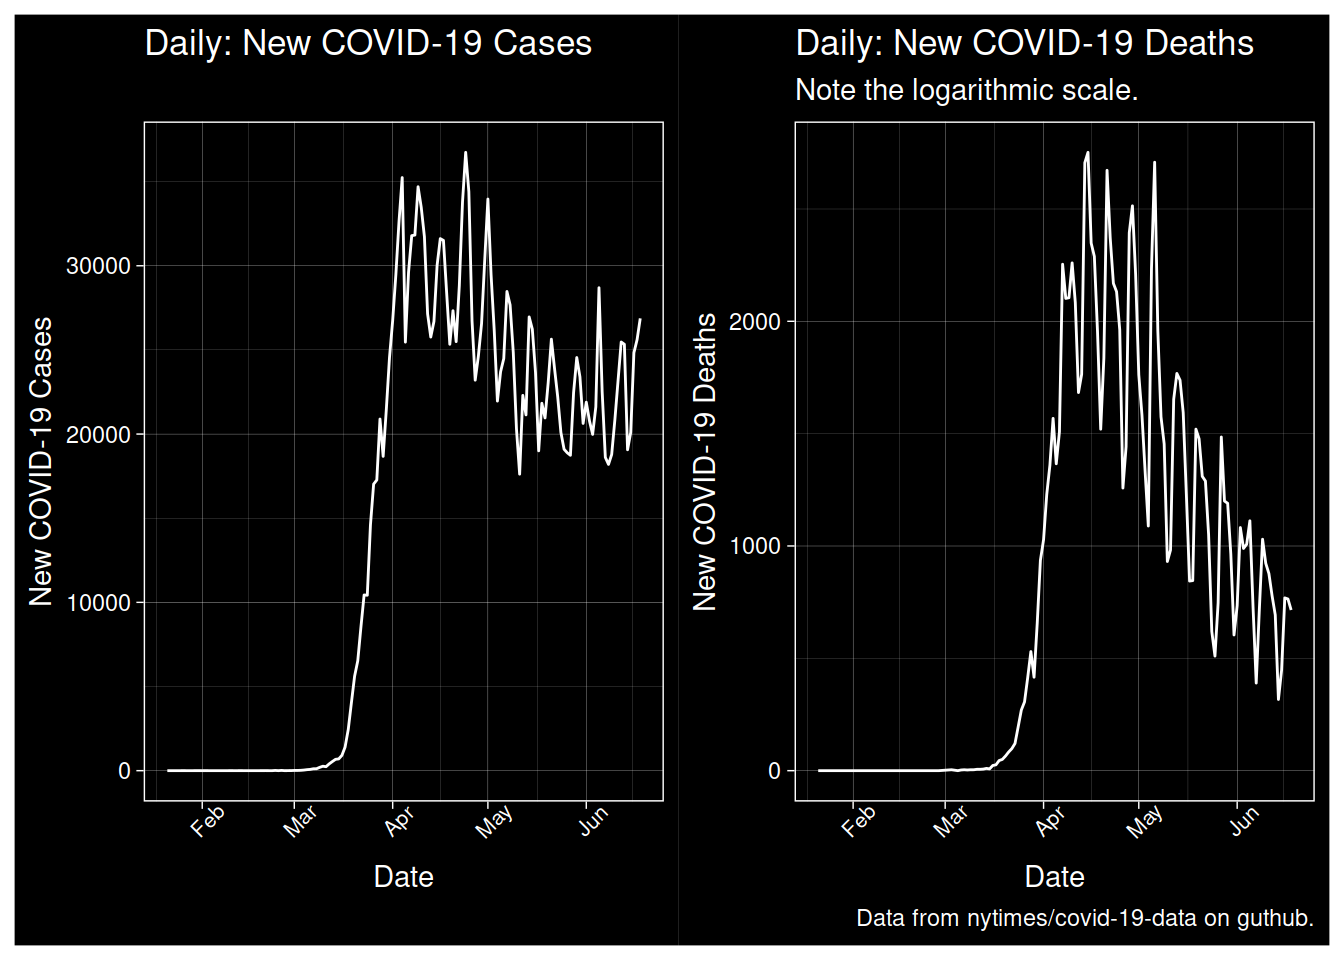 Daily: New COVID-19 Cases
New COVID-19 Cases
30000
20000
10000
0
Feb
Mar
Apr
May
Jun
Date
Daily: New COVID-19 Deaths
Note the logarithmic scale.
New COVID-19 Deaths
2000
1000
0
Feb
Mar
Apr
May
Jun
Date
Data from nytimes/covid-19-data on guthub.